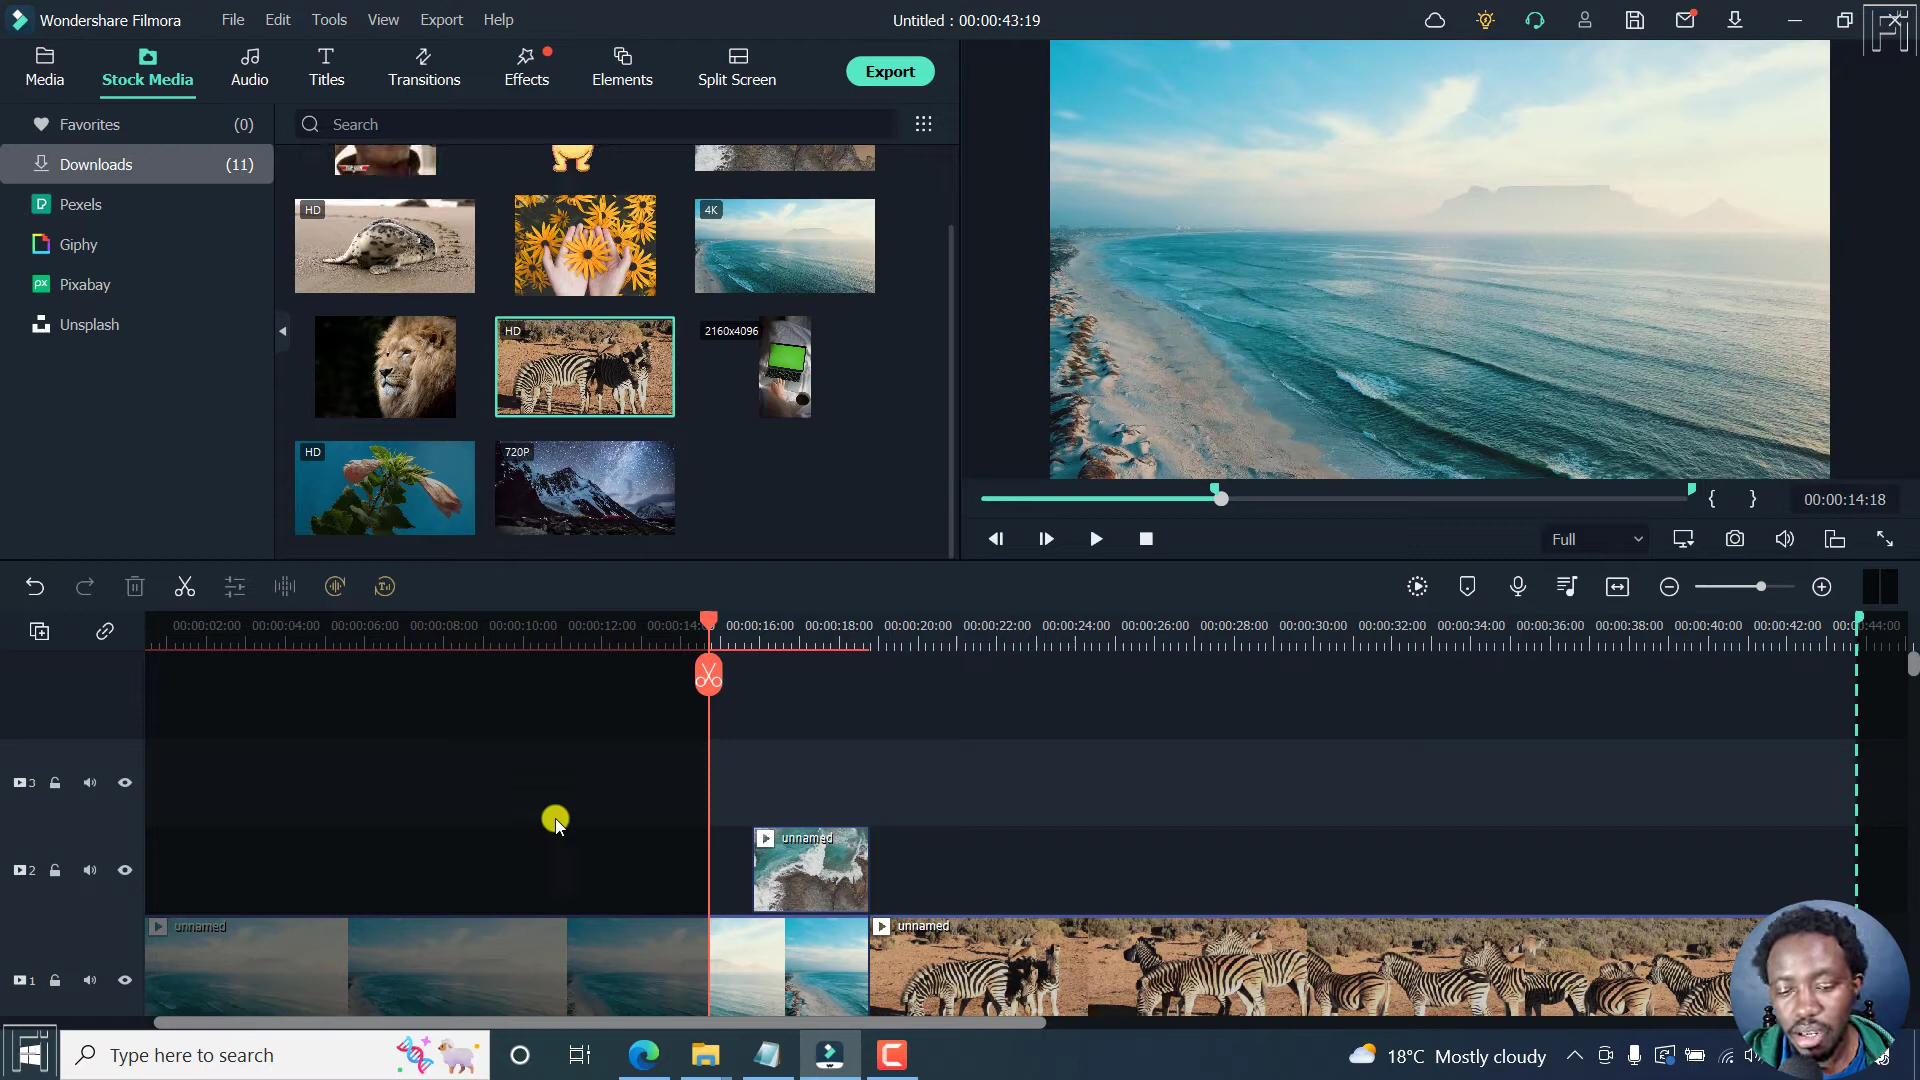 Wondershare Filmora
File Edit Tools View Export Help
Untitled : 00:00:43:19
Media
Stock Media
Audio
Titles
Transitions
Effects
Elements
Split Screen
Export
Favorites (0)
Downloads (11)
Pexels
Giphy
Pixabay
Unsplash
Search
HD
4K
HD
2160x4096
HD
720P
{ }
00:00:14:18
Full
00:00:02:00 00:00:04:00 00:00:06:00 00:00:08:00 00:00:10:00 00:00:12:00 00:00:16:00 00:00:18:00 00:00:20:00 00:00:22:00 00:00:24:00 00:00:26:00 00:00:28:00 00:00:30:00 00:00:32:00 00:00:34:00 00:00:36:00 00:00:38:00 00:00:40:00 00:00:42:00 00:00:44:00
3
2
unnamed
1
unnamed
unnamed
Type here to search
18°C Mostly cloudy